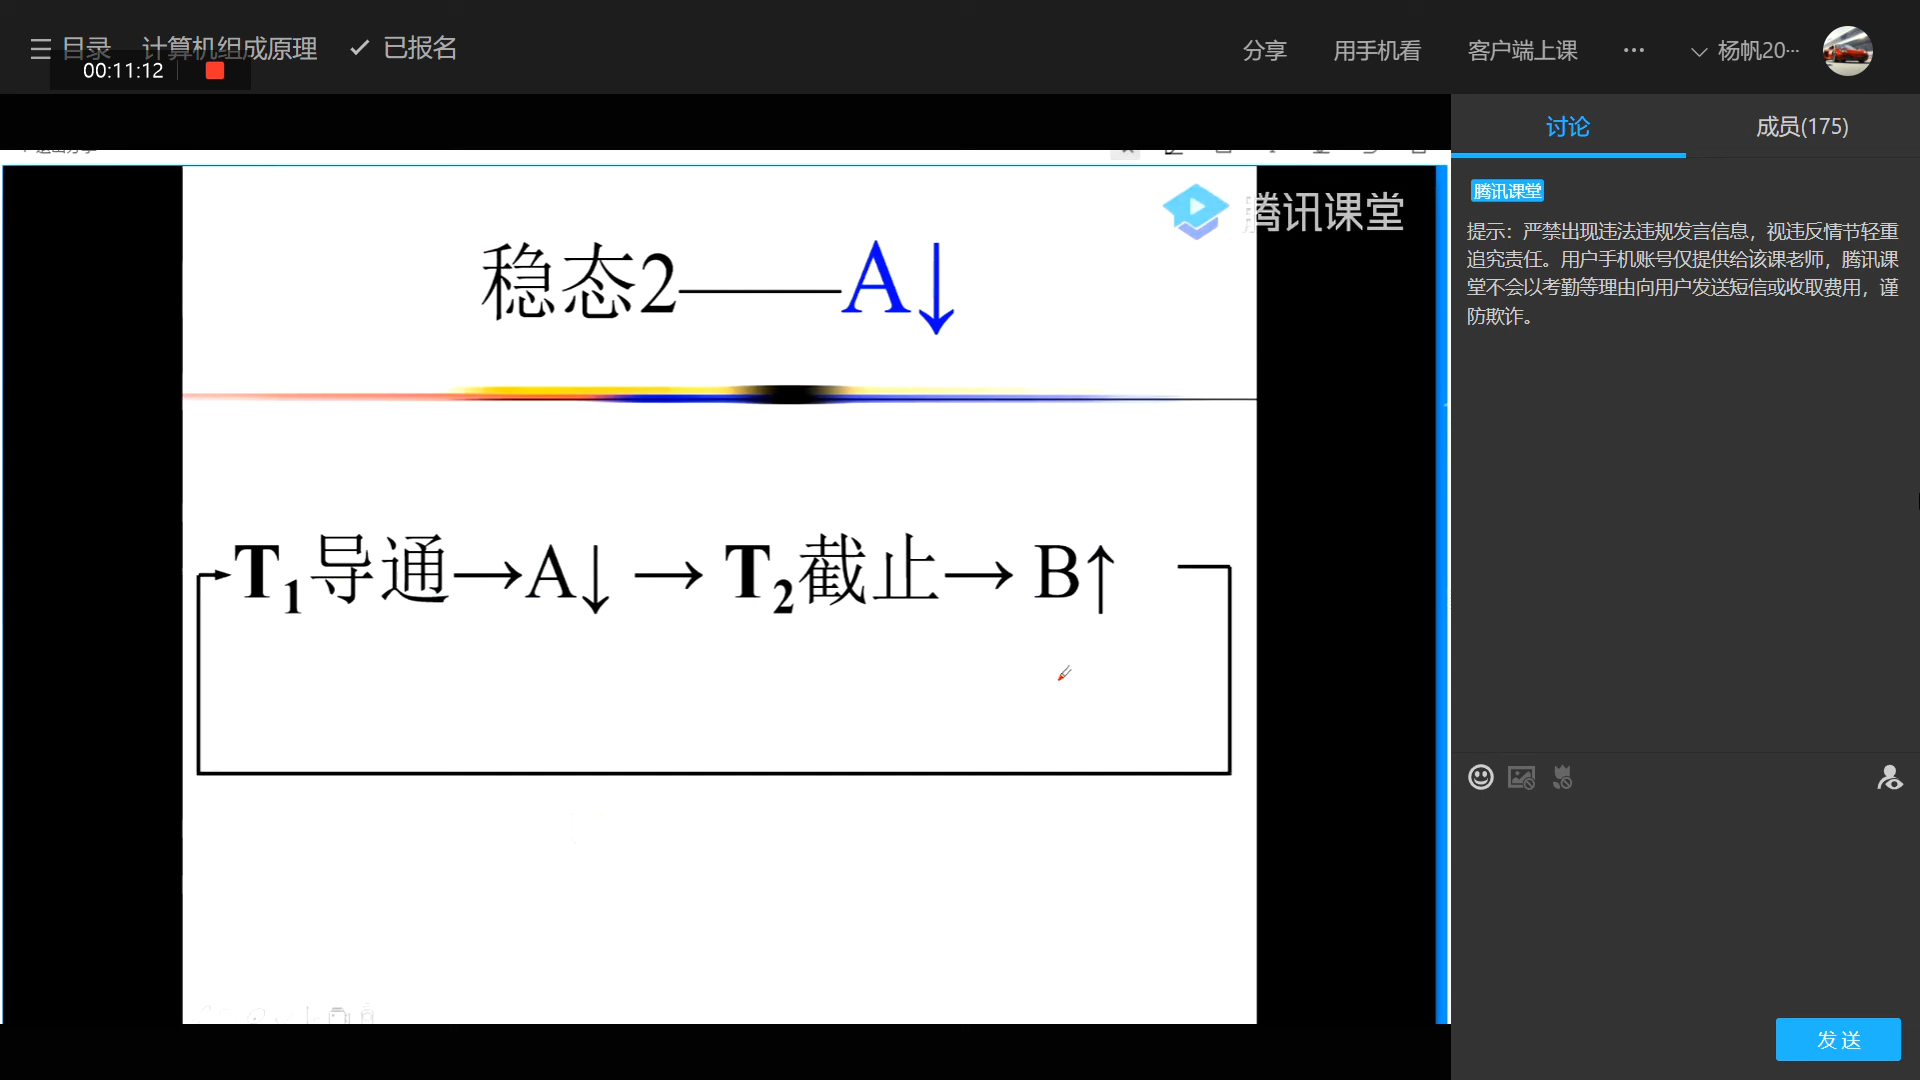 目录 计算机组成原理 已报名
00:11:12
分享 用手机看 客户端上课 ··· 杨帆20···
讨论 成员(175)
腾讯课堂
提示：严禁出现违法违规发言信息，视违反情节轻重
追究责任。用户手机账号仅提供给该课老师，腾讯课
堂不会以考勤等理由向用户发送短信或收取费用，谨
防欺诈。
腾讯课堂
稳态2——A↓
T₁导通→A↓ → T₂截止→ B↑
发送